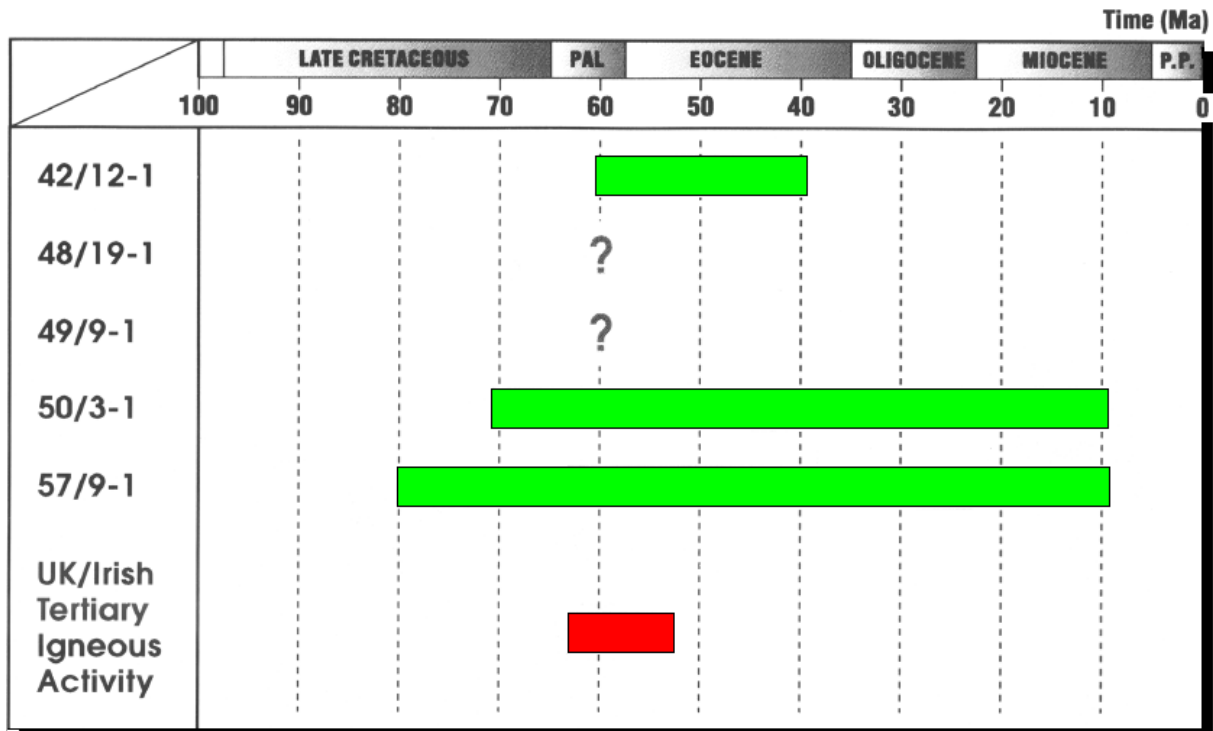 Time (Ma)
LATE CRETACEOUS PAL EOCENE OLIGOCENE MIOCENE P.P.
100 90 80 70 60 50 40 30 20 10 0
42/12-1
48/19-1 ?
49/9-1 ?
50/3-1
57/9-1
UK/Irish
Tertiary
Igneous
Activity